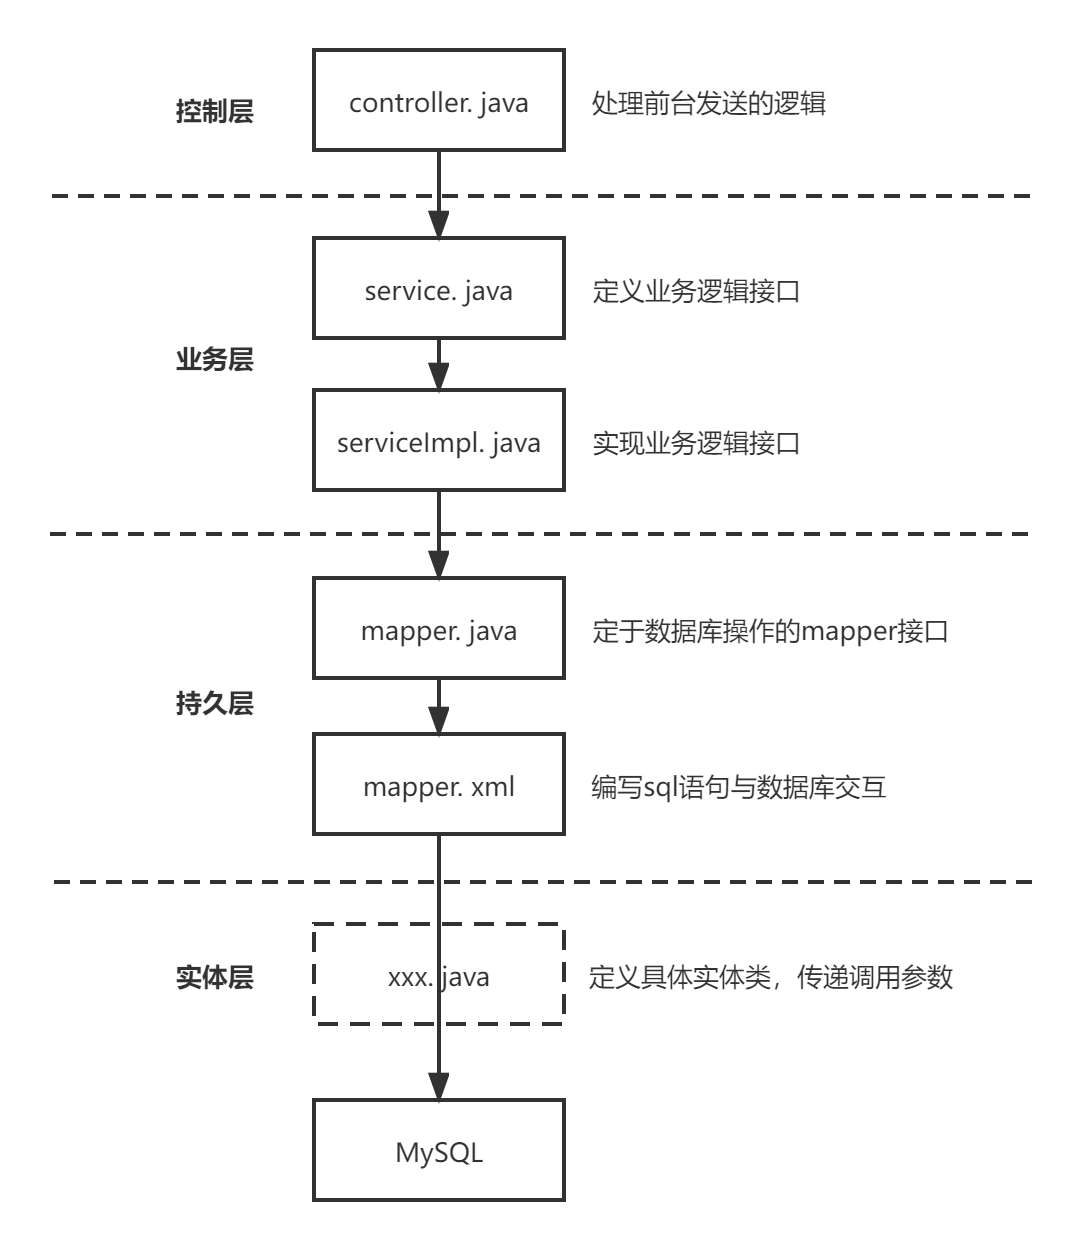 控制层
controller. java
处理前台发送的逻辑
service. java
定义业务逻辑接口
业务层
serviceImpl. java
实现业务逻辑接口
mapper. java
定于数据库操作的mapper接口
持久层
mapper. xml
编写sql语句与数据库交互
实体层
xxx. java
定义具体实体类，传递调用参数
MySQL